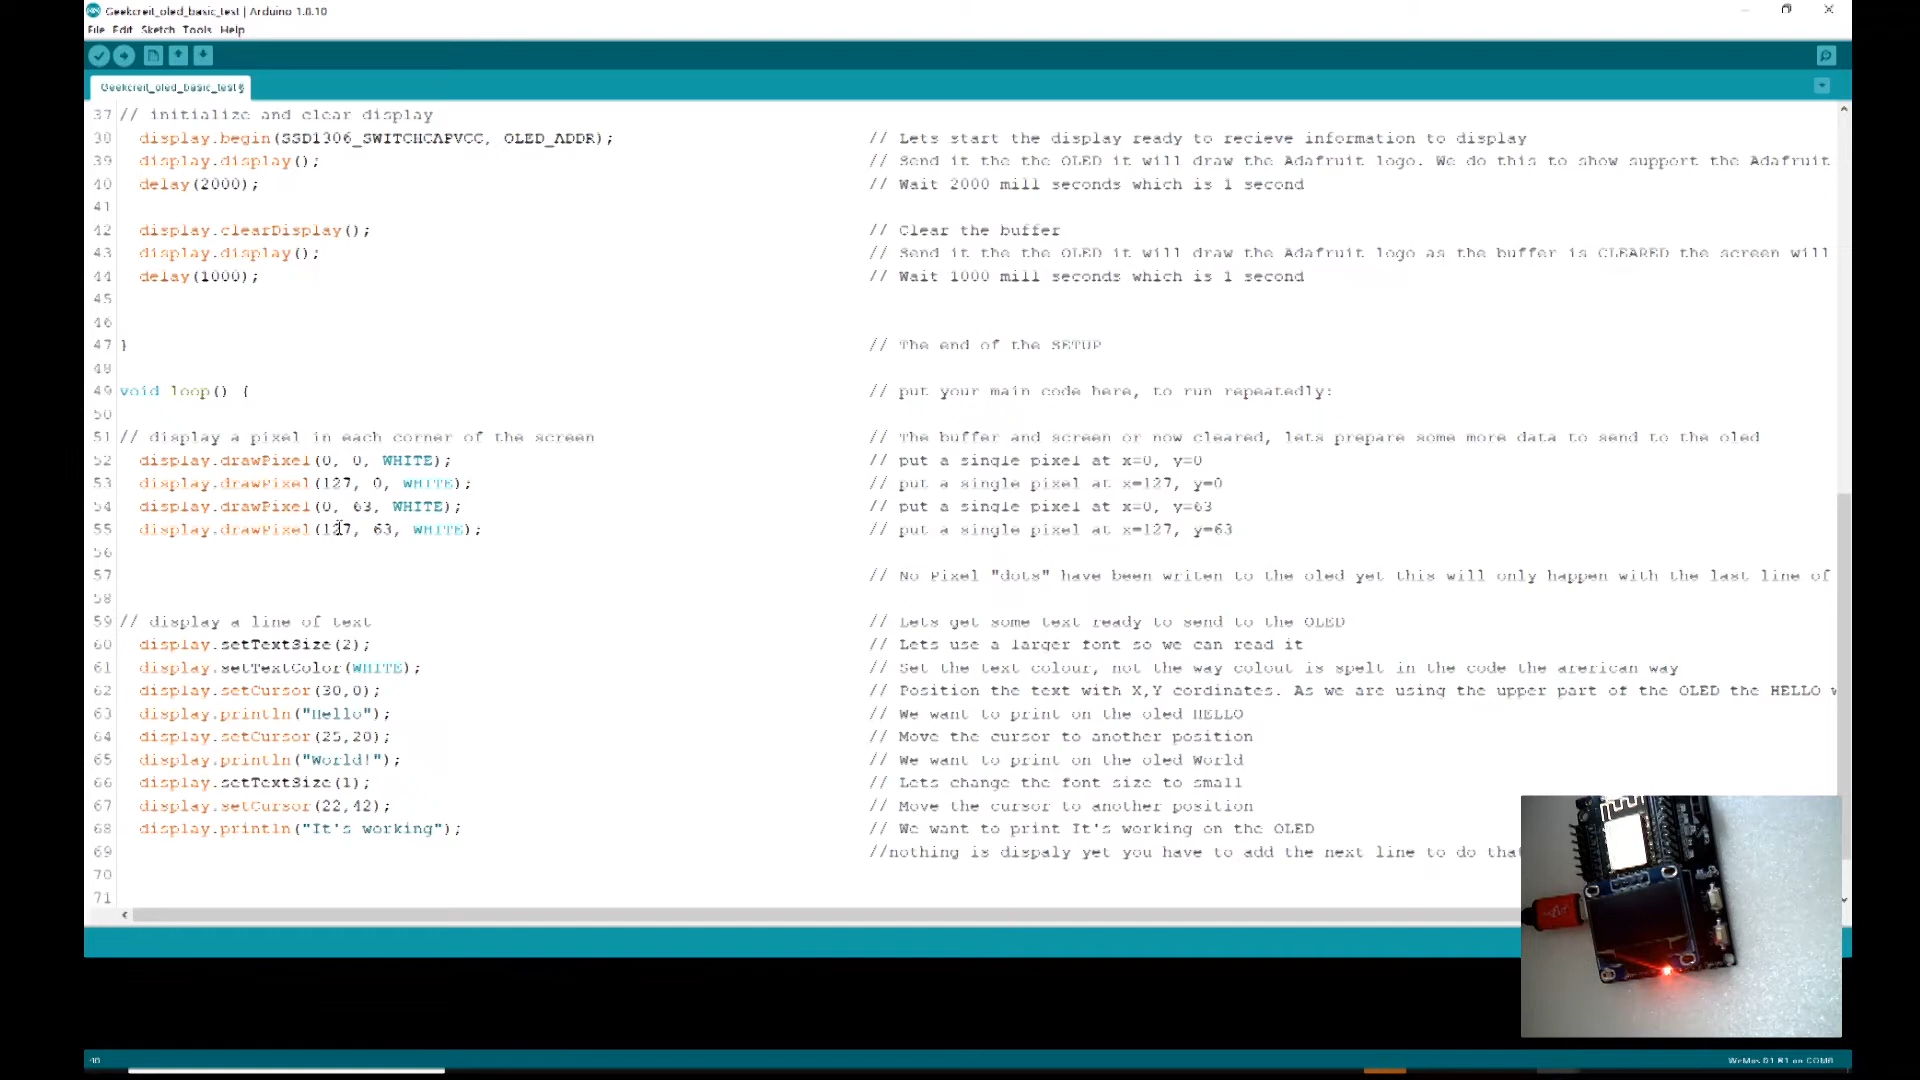 Geekcreit_oled_basic_test | Arduino 1.8.10
File Edit Sketch Tools Help
Geekcreit_oled_basic_test §
37 // initialize and clear display
38 display.begin(SSD1306_SWITCHCAPVCC, OLED_ADDR); // Lets start the display ready to recieve information to display
39 display.display(); // Send it the the OLED it will draw the Adafruit logo. We do this to show support the Adafruit
40 delay(2000); // Wait 2000 mill seconds which is 1 second
41
42 display.clearDisplay(); // Clear the buffer
43 display.display(); // Send it the the OLED it will draw the Adafruit logo as the buffer is CLEARED the screen will
44 delay(1000); // Wait 1000 mill seconds which is 1 second
45
46
47 } // The end of the SETUP
48
49 void loop() { // put your main code here, to run repeatedly:
50
51 // display a pixel in each corner of the screen // The buffer and screen or now cleared, lets prepare some more data to send to the oled
52 display.drawPixel(0, 0, WHITE); // put a single pixel at x=0, y=0
53 display.drawPixel(127, 0, WHITE); // put a single pixel at x=127, y=0
54 display.drawPixel(0, 63, WHITE); // put a single pixel at x=0, y=63
55 display.drawPixel(127, 63, WHITE); // put a single pixel at x=127, y=63
56
57 // No Pixel "dots" have been writen to the oled yet this will only happen with the last line of
58
59 // display a line of text // Lets get some text ready to send to the OLED
60 display.setTextSize(2); // Lets use a larger font so we can read it
61 display.setTextColor(WHITE); // Set the text colour, not the way colout is spelt in the code the arerican way
62 display.setCursor(30,0); // Position the text with X,Y cordinates. As we are using the upper part of the OLED the HELLO w
63 display.println("Hello"); // We want to print on the oled HELLO
64 display.setCursor(25,20); // Move the cursor to another position
65 display.println("World!"); // We want to print on the oled World
66 display.setTextSize(1); // Lets change the font size to small
67 display.setCursor(22,42); // Move the cursor to another position
68 display.println("It's working"); // We want to print It's working on the OLED
69 //nothing is dispaly yet you have to add the next line to do that
70
71
40
WeMos D1 R1 on COM8